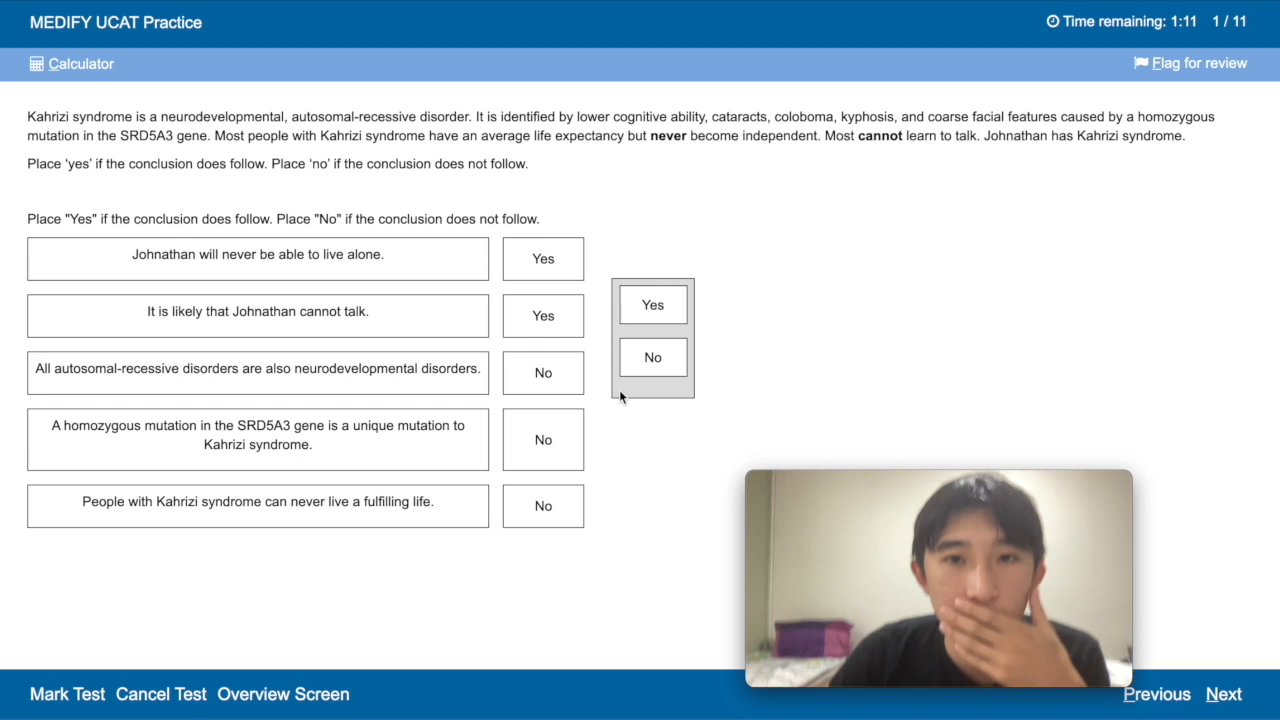 MEDIFY UCAT Practice
Time remaining: 1:11 1 / 11
Calculator
Flag for review
Kahrizi syndrome is a neurodevelopmental, autosomal-recessive disorder. It is identified by lower cognitive ability, cataracts, coloboma, kyphosis, and coarse facial features caused by a homozygous
mutation in the SRD5A3 gene. Most people with Kahrizi syndrome have an average life expectancy but never become independent. Most cannot learn to talk. Johnathan has Kahrizi syndrome.
Place ‘yes’ if the conclusion does follow. Place ‘no’ if the conclusion does not follow.
Place "Yes" if the conclusion does follow. Place "No" if the conclusion does not follow.
Johnathan will never be able to live alone.
Yes
It is likely that Johnathan cannot talk.
Yes
All autosomal-recessive disorders are also neurodevelopmental disorders.
No
A homozygous mutation in the SRD5A3 gene is a unique mutation to
Kahrizi syndrome.
No
People with Kahrizi syndrome can never live a fulfilling life.
No
Yes
No
Mark Test Cancel Test Overview Screen
Previous Next